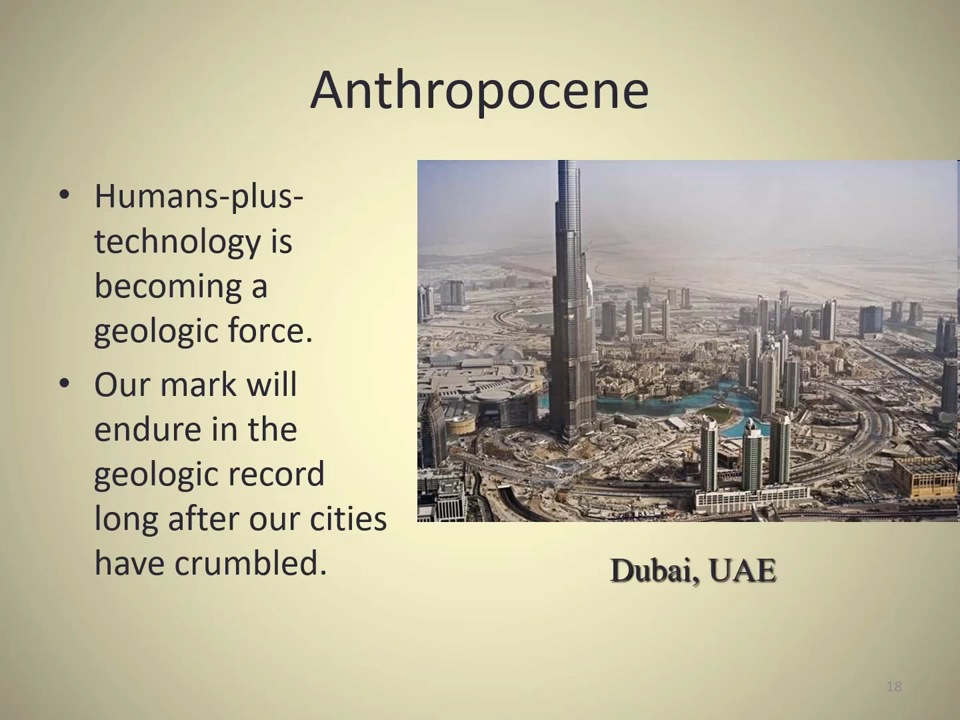 Anthropocene
• Humans-plus-
technology is
becoming a
geologic force.
• Our mark will
endure in the
geologic record
long after our cities
have crumbled.
Dubai, UAE
18